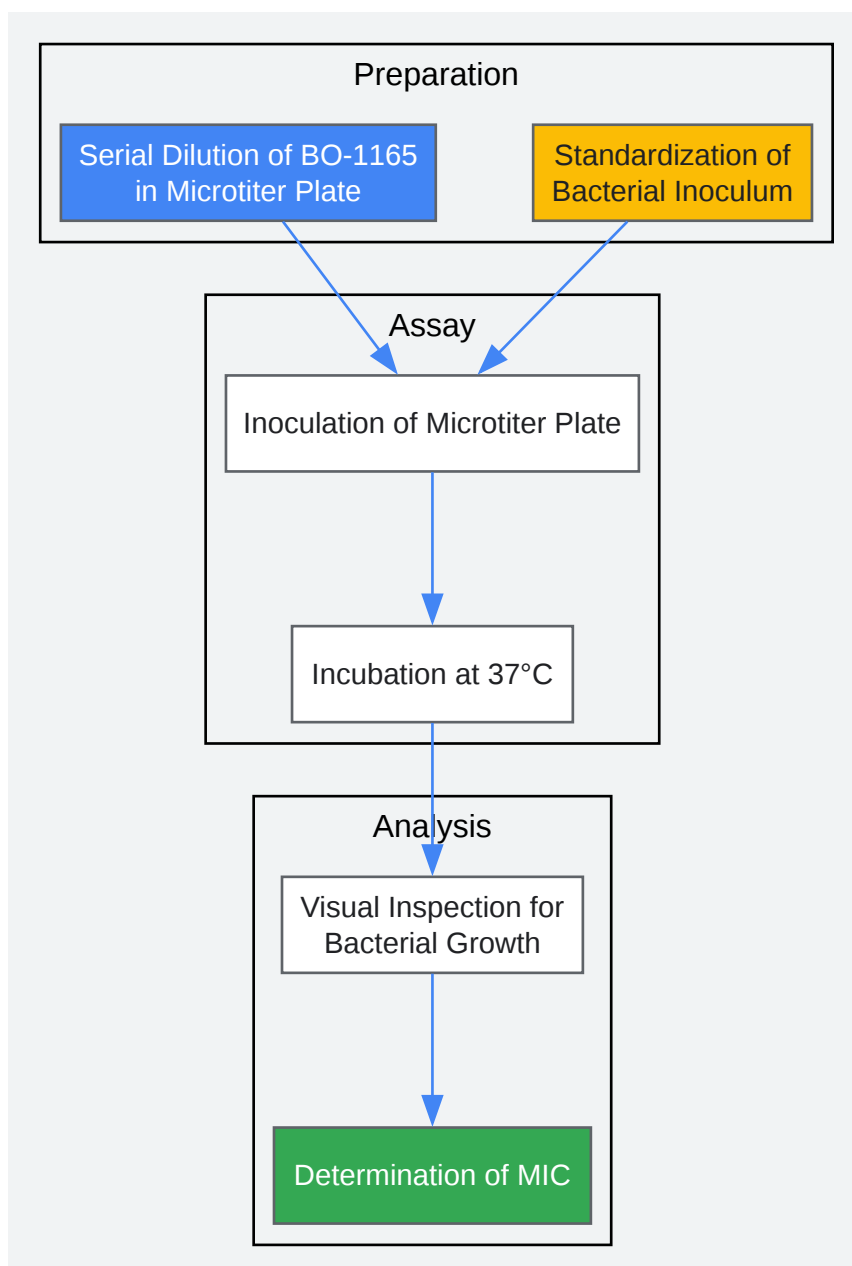 Preparation
Serial Dilution of BO-1165
in Microtiter Plate
Standardization of
Bacterial Inoculum
Assay
Inoculation of Microtiter Plate
Incubation at 37°C
Analysis
Visual Inspection for
Bacterial Growth
Determination of MIC